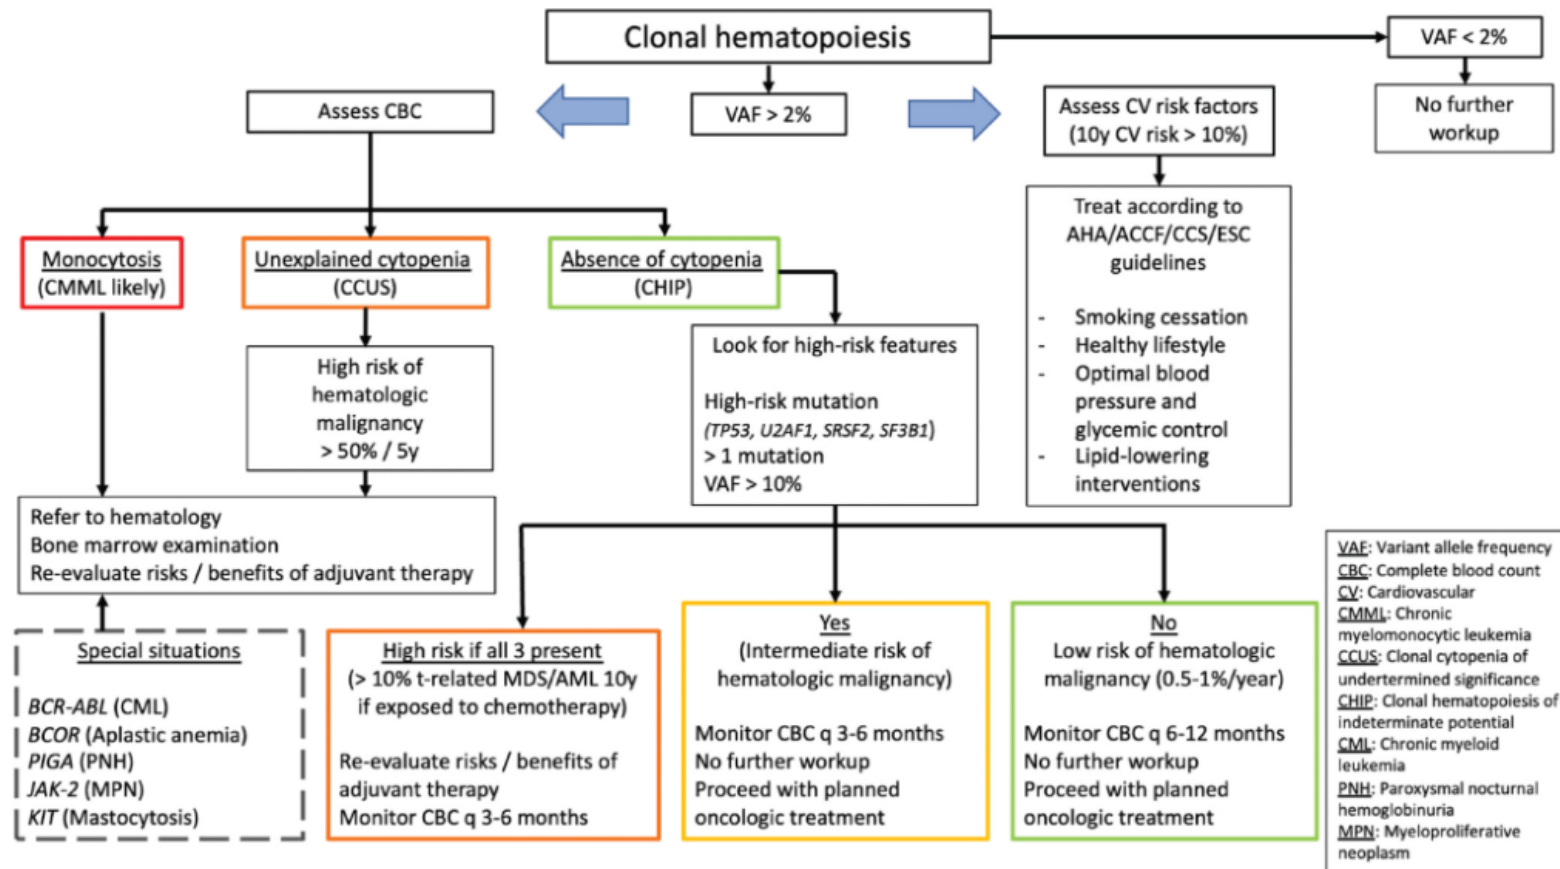 Clonal hematopoiesis
VAF < 2%
No further
workup
VAF > 2%
Assess CBC
Assess CV risk factors
(10y CV risk > 10%)
Treat according to
AHA/ACCF/CCS/ESC
guidelines
- Smoking cessation
- Healthy lifestyle
- Optimal blood
pressure and
glycemic control
- Lipid-lowering
interventions
Monocytosis
(CMML likely)
Unexplained cytopenia
(CCUS)
Absence of cytopenia
(CHIP)
High risk of
hematologic
malignancy
> 50% / 5y
Look for high-risk features
High-risk mutation
(TP53, U2AF1, SRSF2, SF3B1)
> 1 mutation
VAF > 10%
Refer to hematology
Bone marrow examination
Re-evaluate risks / benefits of adjuvant therapy
Special situations
BCR-ABL (CML)
BCOR (Aplastic anemia)
PIGA (PNH)
JAK-2 (MPN)
KIT (Mastocytosis)
High risk if all 3 present
(> 10% t-related MDS/AML 10y
if exposed to chemotherapy)
Re-evaluate risks / benefits of
adjuvant therapy
Monitor CBC q 3-6 months
Yes
(Intermediate risk of
hematologic malignancy)
Monitor CBC q 3-6 months
No further workup
Proceed with planned
oncologic treatment
No
Low risk of hematologic
malignancy (0.5-1%/year)
Monitor CBC q 6-12 months
No further workup
Proceed with planned
oncologic treatment
VAF: Variant allele frequency
CBC: Complete blood count
CV: Cardiovascular
CMML: Chronic
myelomonocytic leukemia
CCUS: Clonal cytopenia of
undertermined significance
CHIP: Clonal hematopoiesis of
indeterminate potential
CML: Chronic myeloid
leukemia
PNH: Paroxysmal nocturnal
hemoglobinuria
MPN: Myeloproliferative
neoplasm